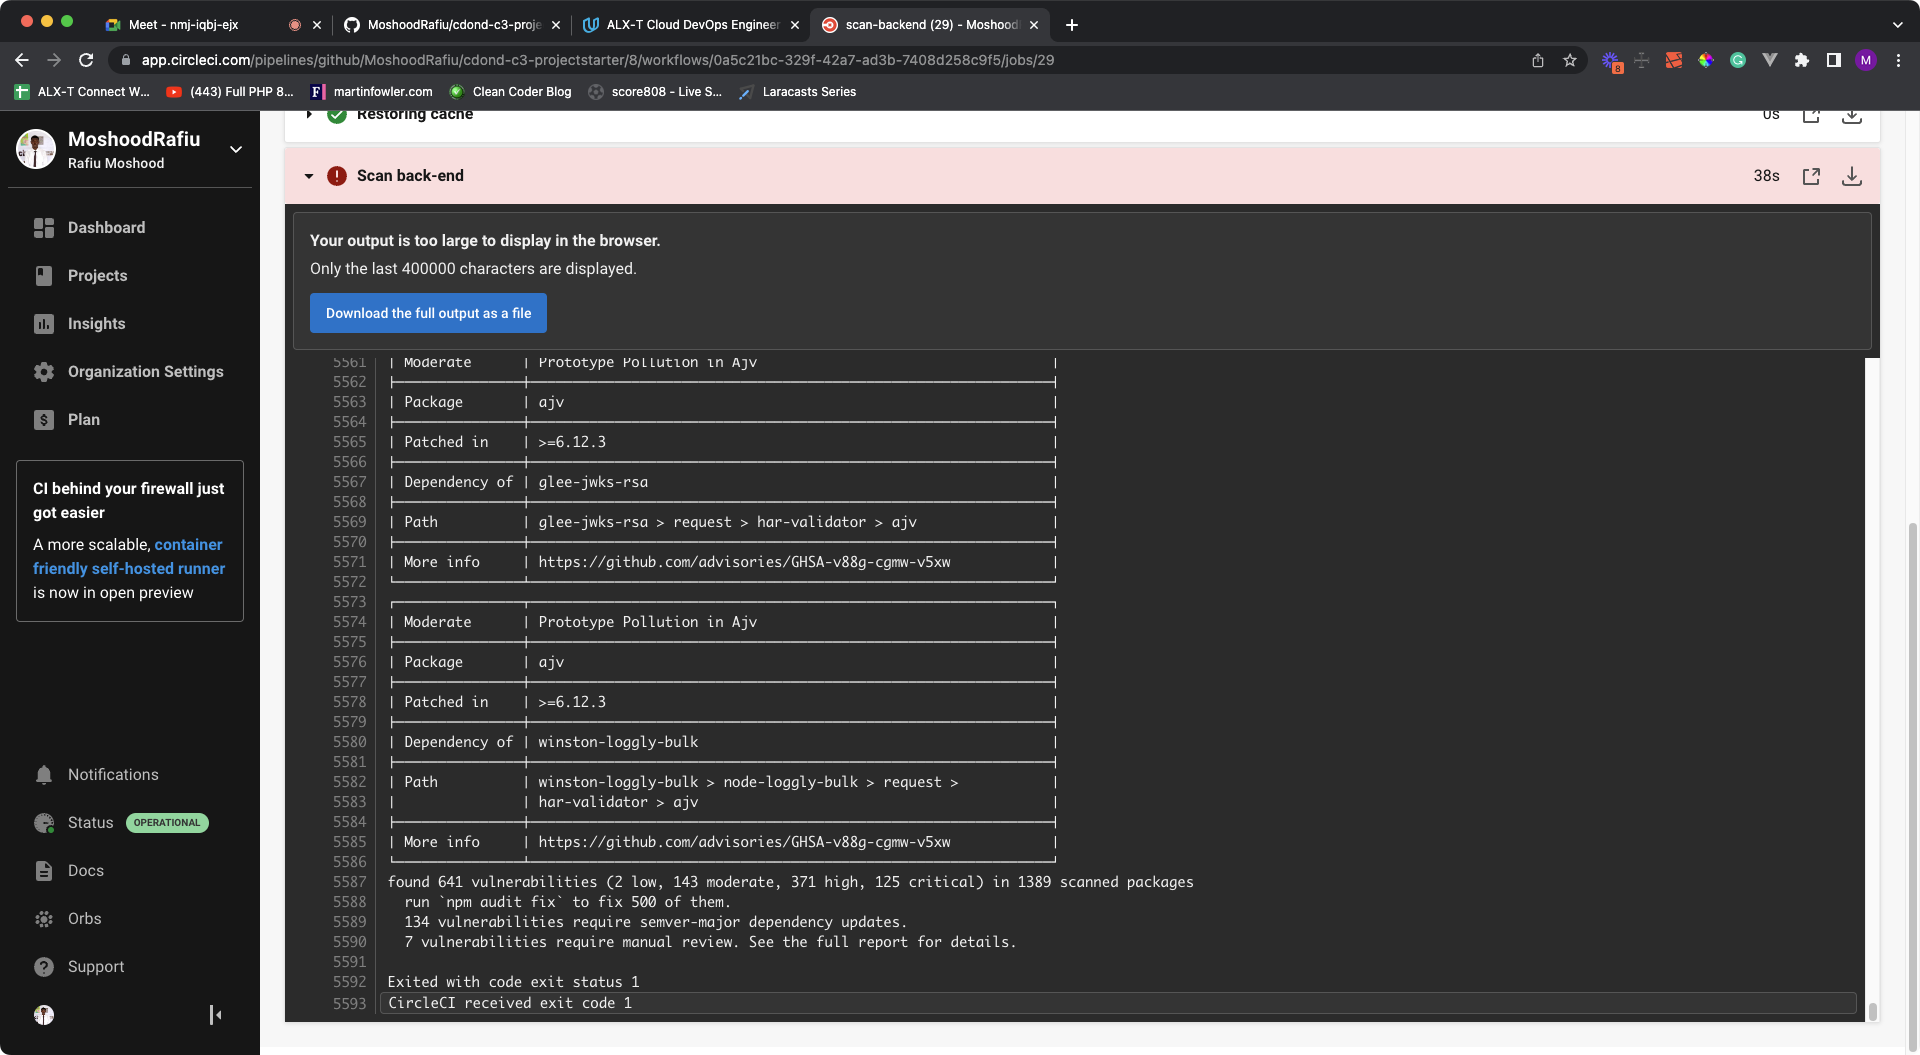 Meet - nmj-iqbj-ejx
MoshoodRafiu/cdond-c3-proje
ALX-T Cloud DevOps Engineer
scan-backend (29) - Moshood
app.circleci.com/pipelines/github/MoshoodRafiu/cdond-c3-projectstarter/8/workflows/0a5c21bc-329f-42a7-ad3b-7408d258c9f5/jobs/29
8
M
ALX-T Connect W...
(443) Full PHP 8...
martinfowler.com
Clean Coder Blog
score808 - Live S...
Laracasts Series
MoshoodRafiu
Rafiu Moshood
Dashboard
Projects
Insights
Organization Settings
Plan
CI behind your firewall just
got easier
A more scalable, container
friendly self-hosted runner
is now in open preview
Notifications
Status OPERATIONAL
Docs
Orbs
Support
Restoring cache 0s
Scan back-end 38s
Your output is too large to display in the browser.
Only the last 400000 characters are displayed.
Download the full output as a file
5561 | Moderate | Prototype Pollution in Ajv |
5562
5563 | Package | ajv |
5564
5565 | Patched in | >=6.12.3 |
5566
5567 | Dependency of | glee-jwks-rsa |
5568
5569 | Path | glee-jwks-rsa > request > har-validator > ajv |
5570
5571 | More info | https://github.com/advisories/GHSA-v88g-cgmw-v5xw |
5572
5573
5574 | Moderate | Prototype Pollution in Ajv |
5575
5576 | Package | ajv |
5577
5578 | Patched in | >=6.12.3 |
5579
5580 | Dependency of | winston-loggly-bulk |
5581
5582 | Path | winston-loggly-bulk > node-loggly-bulk > request > |
5583 | | har-validator > ajv |
5584
5585 | More info | https://github.com/advisories/GHSA-v88g-cgmw-v5xw |
5586
5587 found 641 vulnerabilities (2 low, 143 moderate, 371 high, 125 critical) in 1389 scanned packages
5588 run `npm audit fix` to fix 500 of them.
5589 134 vulnerabilities require semver-major dependency updates.
5590 7 vulnerabilities require manual review. See the full report for details.
5591
5592 Exited with code exit status 1
5593 CircleCI received exit code 1